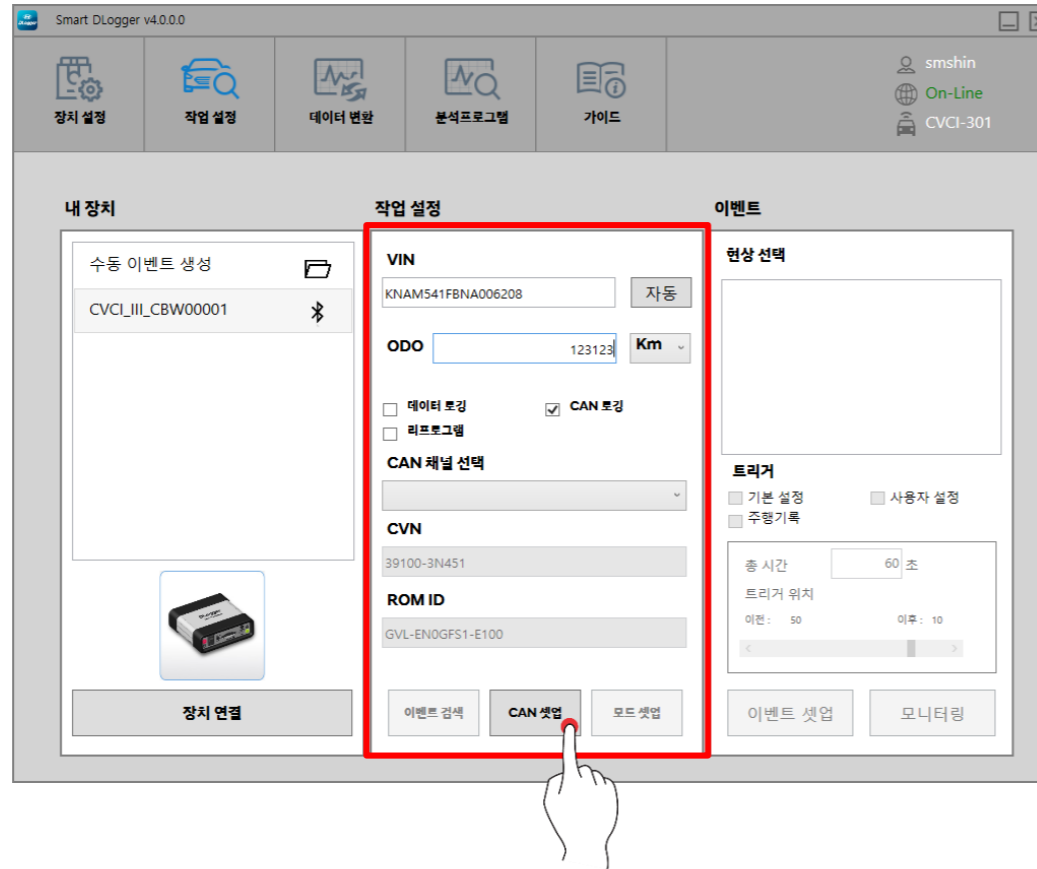 Smart DLogger v4.0.0.0
장치 설정
작업 설정
데이터 변환
분석프로그램
가이드
smshin
On-Line
CVCI-301
내 장치
수동 이벤트 생성
CVCI_III_CBW00001
장치 연결
작업 설정
VIN
KNAM541FBNA006208
자동
ODO
123123
Km
데이터 로깅
CAN 로깅
리프로그램
CAN 채널 선택
CVN
39100-3N451
ROM ID
GVL-EN0GFS1-E100
이벤트 검색
CAN 셋업
모드 셋업
이벤트
현상 선택
트리거
기본 설정
사용자 설정
주행기록
총 시간
60
초
트리거 위치
이전 : 50
이후 : 10
이벤트 셋업
모니터링